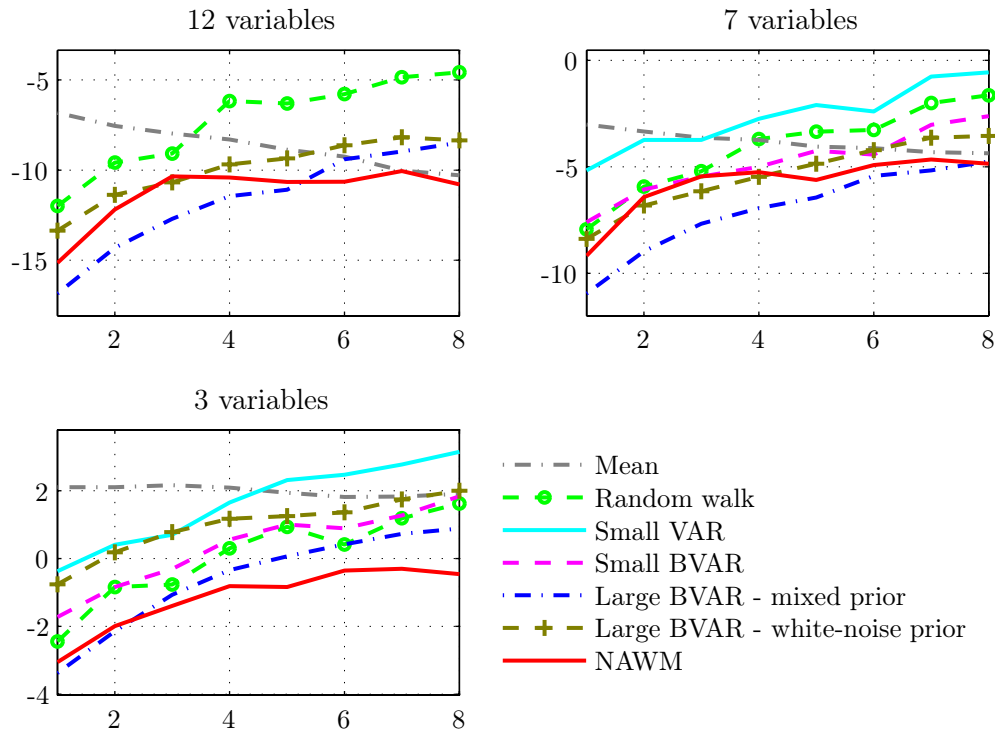 12 variables
-5
-10
-15
2
4
6
8
7 variables
0
-5
-10
2
4
6
8
3 variables
2
0
-2
-4
2
4
6
8
Mean
Random walk
Small VAR
Small BVAR
Large BVAR - mixed prior
Large BVAR - white-noise prior
NAWM